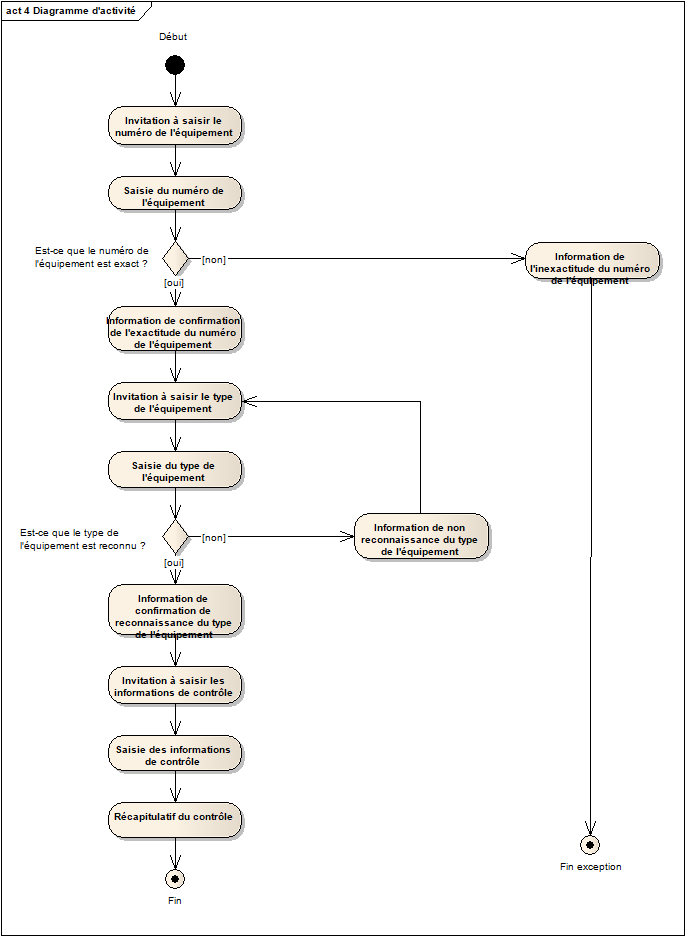 act 4 Diagramme d'activité
Début
Invitation à saisir le
numéro de l'équipement
Saisie du numéro de
l'équipement
Est-ce que le numéro de
l'équipement est exact ?
[non]
[oui]
Information de
l'inexactitude du numéro
de l'équipement
Information de confirmation
de l'exactitude du numéro
de l'équipement
Invitation à saisir le type
de l'équipement
Saisie du type de
l'équipement
Est-ce que le type de
l'équipement est reconnu ?
[non]
[oui]
Information de non
reconnaissance du type
de l'équipement
Information de
confirmation de
reconnaissance du type
de l'équipement
Invitation à saisir les
informations de contrôle
Saisie des informations
de contrôle
Récapitulatif du contrôle
Fin
Fin exception